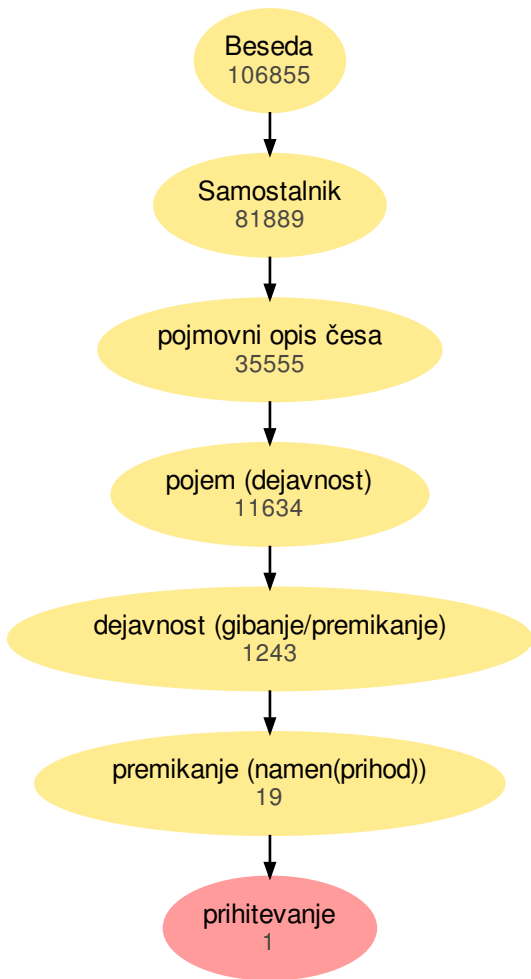 Beseda
106855
Samostalnik
81889
pojmovni opis česa
35555
pojem (dejavnost)
11634
dejavnost (gibanje/premikanje)
1243
premikanje (namen(prihod))
19
prihitevanje
1